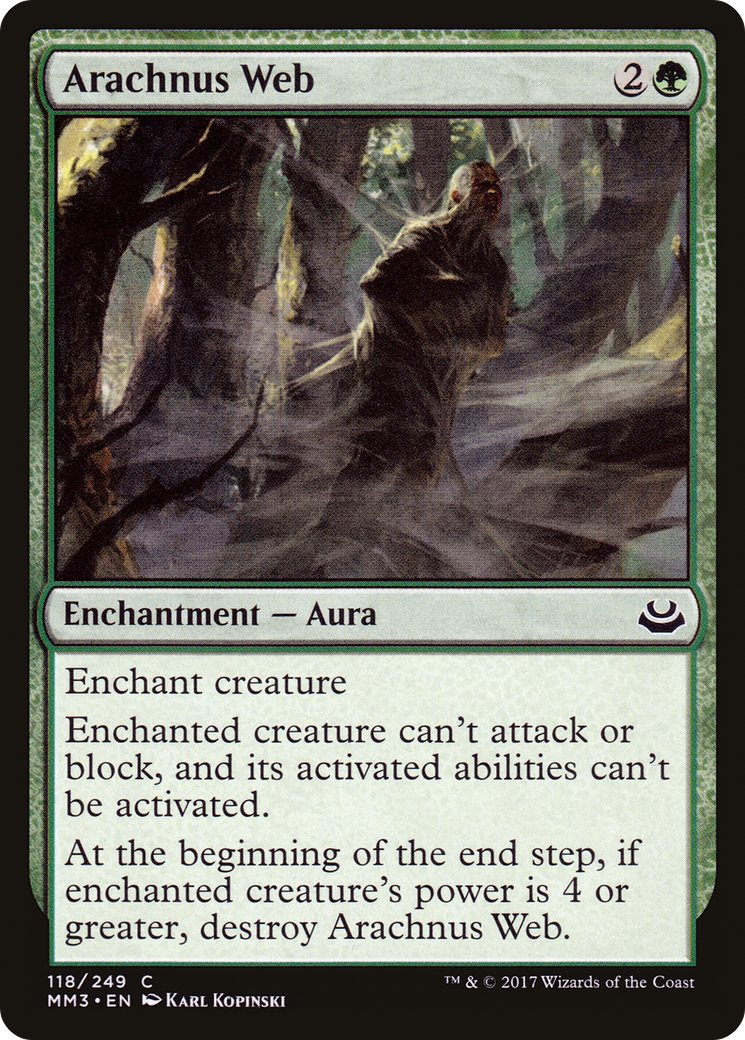 Arachnus Web 2
Enchantment — Aura
Enchant creature
Enchanted creature can't attack or
block, and its activated abilities can't
be activated.
At the beginning of the end step, if
enchanted creature's power is 4 or
greater, destroy Arachnus Web.
118/249 C
MM3 • EN Karl Kopinski
™ & © 2017 Wizards of the Coast